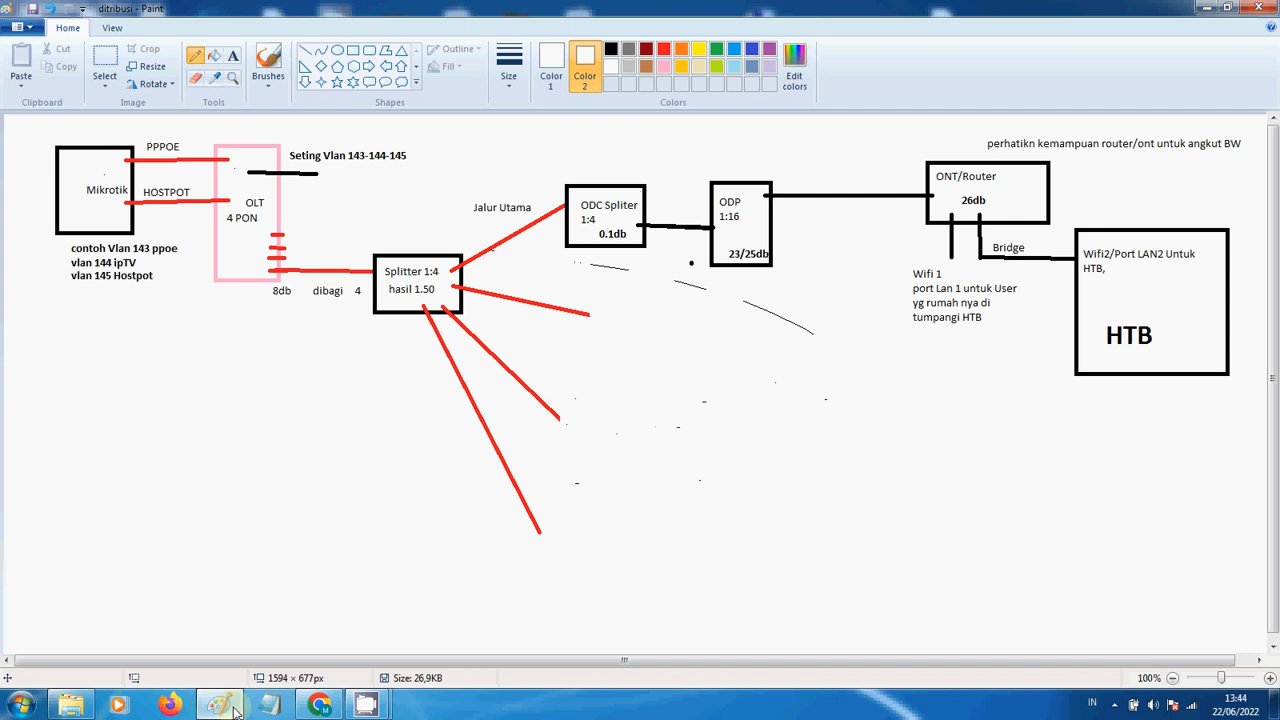 ditribusi - Paint
Home
View
Paste
Cut
Copy
Clipboard
Select
Crop
Resize
Rotate
Image
A
Tools
Brushes
Shapes
Outline
Fill
Size
Color
1
Color
2
Colors
Edit
colors
PPPOE
Mikrotik
HOSTPOT
contoh Vlan 143 ppoe
vlan 144 ipTV
vlan 145 Hostpot
OLT
4 PON
Seting Vlan 143-144-145
8db
dibagi
4
Splitter 1:4
hasil 1.50
Jalur Utama
ODC Spliter
1:4
0.1db
ODP
1:16
23/25db
perhatikn kemampuan router/ont untuk angkut BW
ONT/Router
26db
Bridge
Wifi 1
port Lan 1 untuk User
yg rumah nya di
tumpangi HTB
Wifi2/Port LAN2 Untuk
HTB,
HTB
1594 × 677px
Size: 26,9KB
100%
IN
13:44
22/06/2022